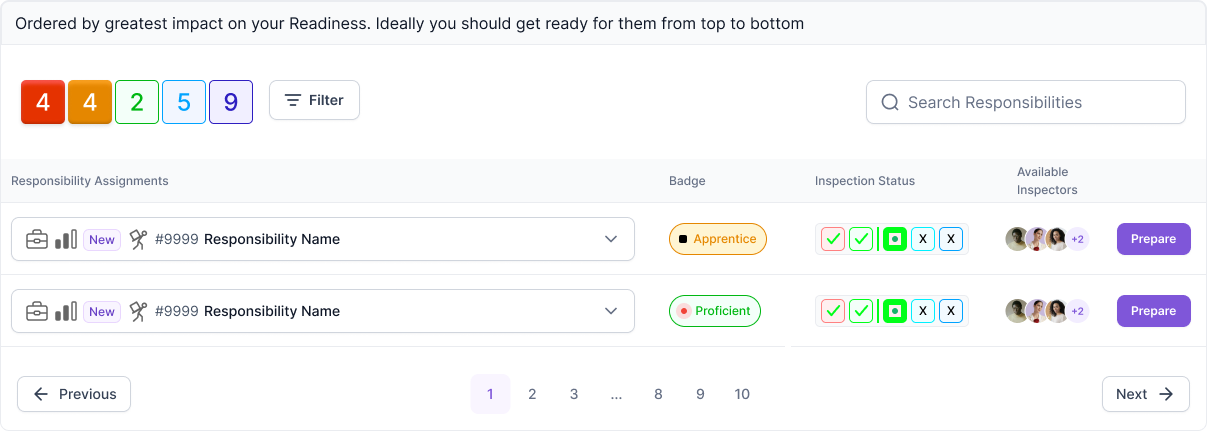 Ordered by greatest impact on your Readiness. Ideally you should get ready for them from top to bottom
4 4 2 5 9 Filter Search Responsibilities
Responsibility Assignments Badge Inspection Status Available Inspectors
New #9999 Responsibility Name Apprentice X X +2 Prepare
New #9999 Responsibility Name Proficient X X +2 Prepare
Previous 1 2 3 ... 8 9 10 Next